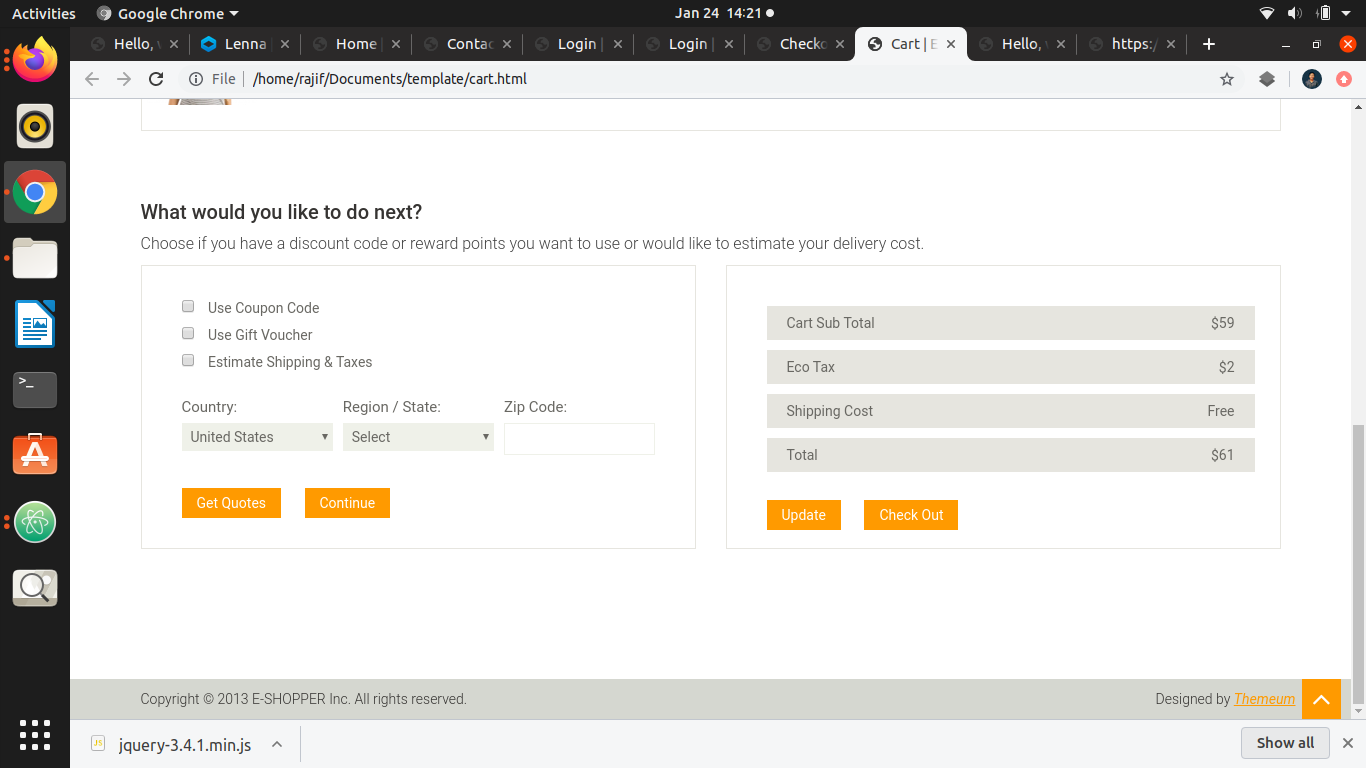 Activities Google Chrome Jan 24 14:21
Hello, Lenna Home Contac Login Login Checko Cart | E Hello, https:/
File /home/rajif/Documents/template/cart.html
What would you like to do next?
Choose if you have a discount code or reward points you want to use or would like to estimate your delivery cost.
Use Coupon Code
Use Gift Voucher
Estimate Shipping & Taxes
Country: Region / State: Zip Code:
United States Select
Get Quotes Continue
Cart Sub Total $59
Eco Tax $2
Shipping Cost Free
Total $61
Update Check Out
Copyright © 2013 E-SHOPPER Inc. All rights reserved. Designed by Themeum
JS jquery-3.4.1.min.js Show all